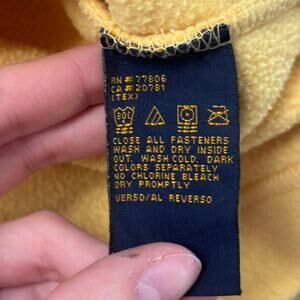 RN# 77806
CA# 20781
(TEX)
30C
CLOSE ALL FASTENERS
WASH AND DRY INSIDE
OUT. WASH COLD. DARK
COLORS SEPARATELY
NO CHLORINE BLEACH
DRY PROMPTLY
VERSO/AL REVERSO